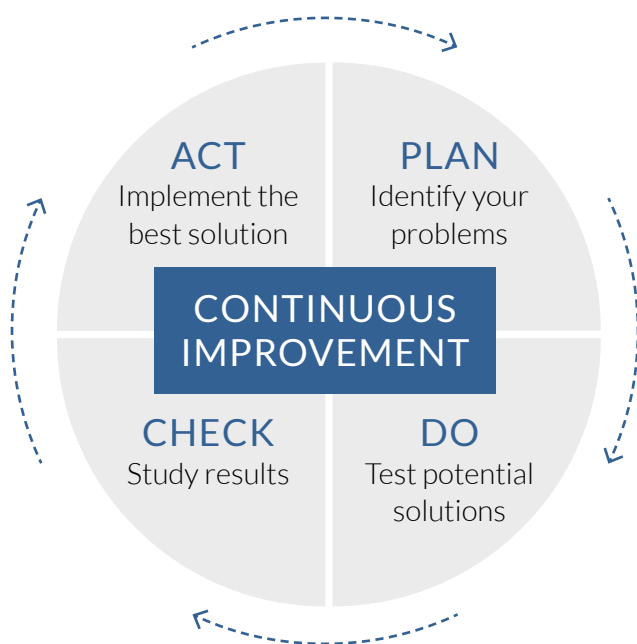 ACT
Implement the
best solution
PLAN
Identify your
problems
CONTINUOUS
IMPROVEMENT
CHECK
Study results
DO
Test potential
solutions